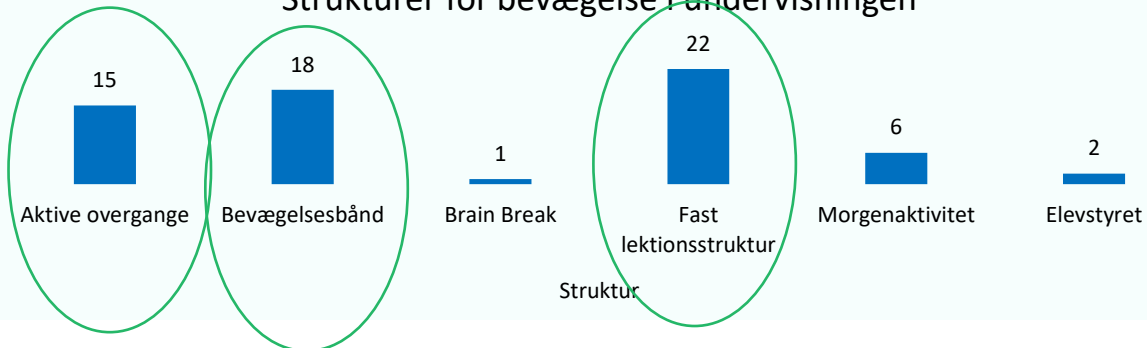 Strukturer for bevægelse i undervisningen
15
18
1
22
6
2
Aktive overgange
Bevægelsesbånd
Brain Break
Fast
lektionsstruktur
Morgenaktivitet
Elevstyret
Struktur